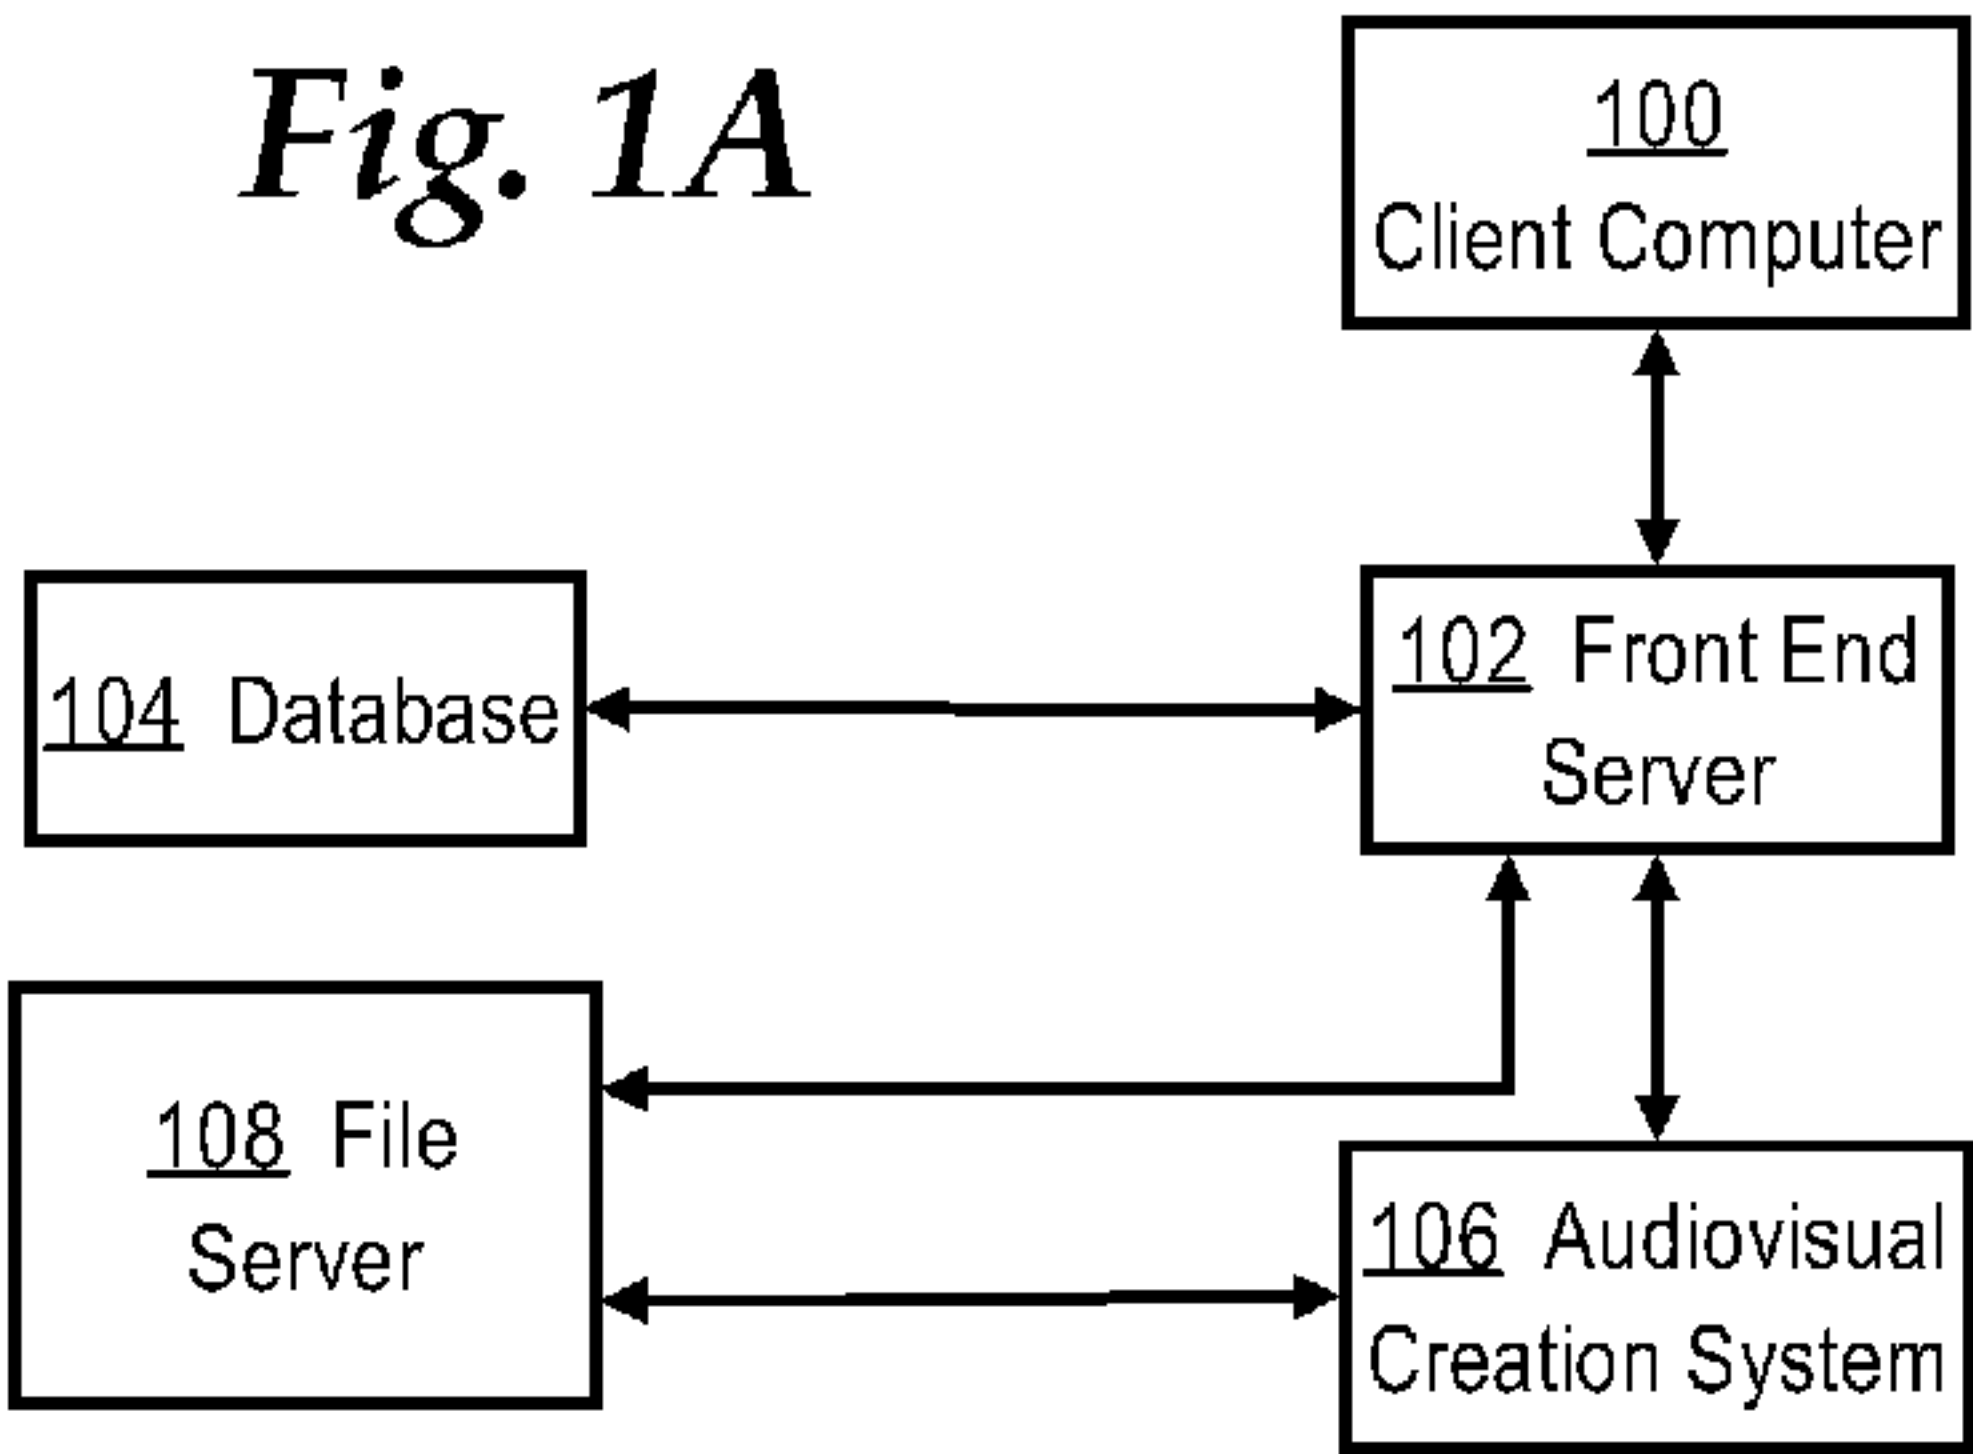 Fig. 1A
100
Client Computer
104 Database
102 Front End
Server
108 File
Server
106 Audiovisual
Creation System